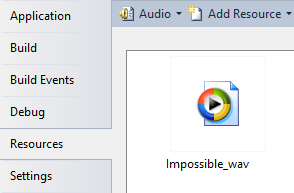 Application
Build
Build Events
Debug
Resources
Settings
Audio
Add Resource
Impossible_wav